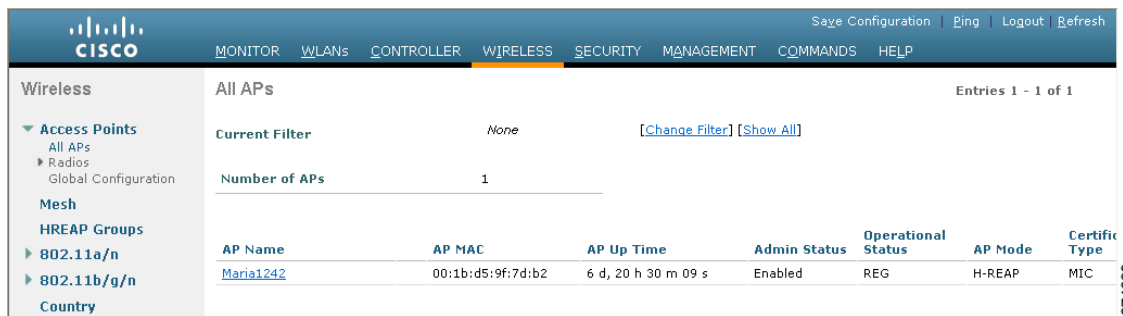 Save Configuration | Ping | Logout | Refresh
CISCO
MONITOR WLANs CONTROLLER WIRELESS SECURITY MANAGEMENT COMMANDS HELP
Wireless
Access Points
All APs
Radios
Global Configuration
Mesh
HREAP Groups
802.11a/n
802.11b/g/n
Country
All APs
Entries 1 - 1 of 1
Current Filter None [Change Filter] [Show All]
Number of APs 1
AP Name AP MAC AP Up Time Admin Status Operational Status AP Mode Certific Type
Maria1242 00:1b:d5:9f:7d:b2 6 d, 20 h 30 m 09 s Enabled REG H-REAP MIC